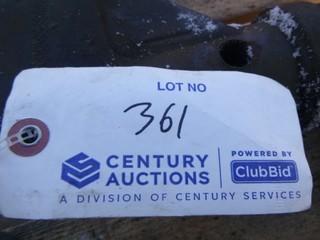 LOT NO
361
CENTURY AUCTIONS
POWERED BY
ClubBid
A DIVISION OF CENTURY SERVICES